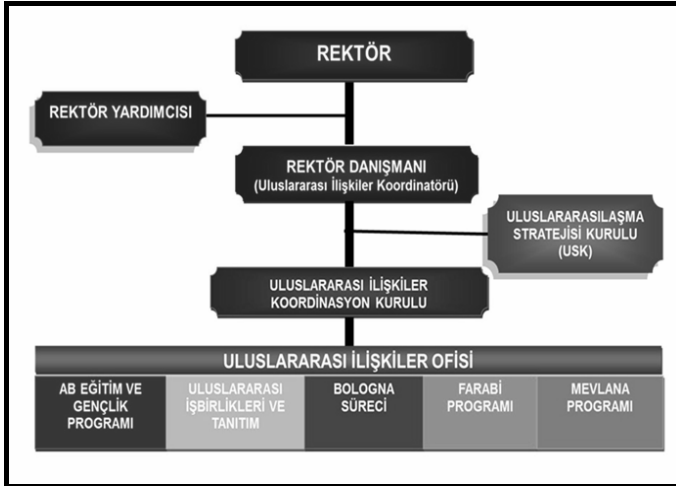 REKTÖR
REKTÖR YARDIMCISI
REKTÖR DANIŞMANI
(Uluslararası İlişkiler Koordinatörü)
ULUSLARARASILAŞMA
STRATEJİSİ KURULU
(USK)
ULUSLARARASI İLİŞKİLER
KOORDİNASYON KURULU
ULUSLARARASI İLİŞKİLER OFİSİ
AB EĞİTİM VE
GENÇLİK
PROGRAMI
ULUSLARARASI
İŞBİRLİKLERİ VE
TANITIM
BOLOGNA
SÜRECİ
FARABİ
PROGRAMI
MEVLANA
PROGRAMI